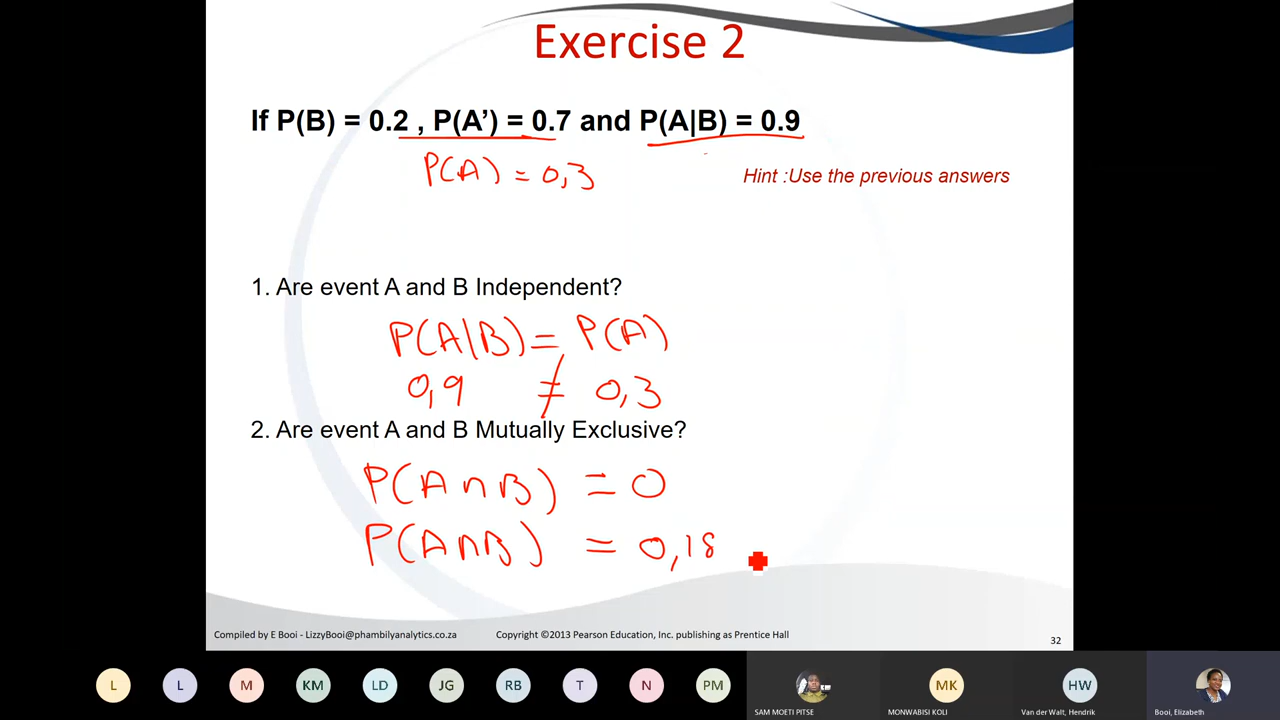 Exercise 2
If P(B) = 0.2 , P(A’) = 0.7 and P(A|B) = 0.9
P(A) = 0,3
Hint :Use the previous answers
1. Are event A and B Independent?
P(A|B) = P(A)
0,9 ≠ 0,3
2. Are event A and B Mutually Exclusive?
P(A∩B) = 0
P(A∩B) = 0,18
Compiled by E Booi - LizzyBooi@phambilyanalytics.co.za Copyright ©2013 Pearson Education, Inc. publishing as Prentice Hall
32
L L M KM LD JG RB T N PM MK HW
SAM MOETI PITSE MONWABISI KOLI Van der Walt, Hendrik Booi, Elizabeth